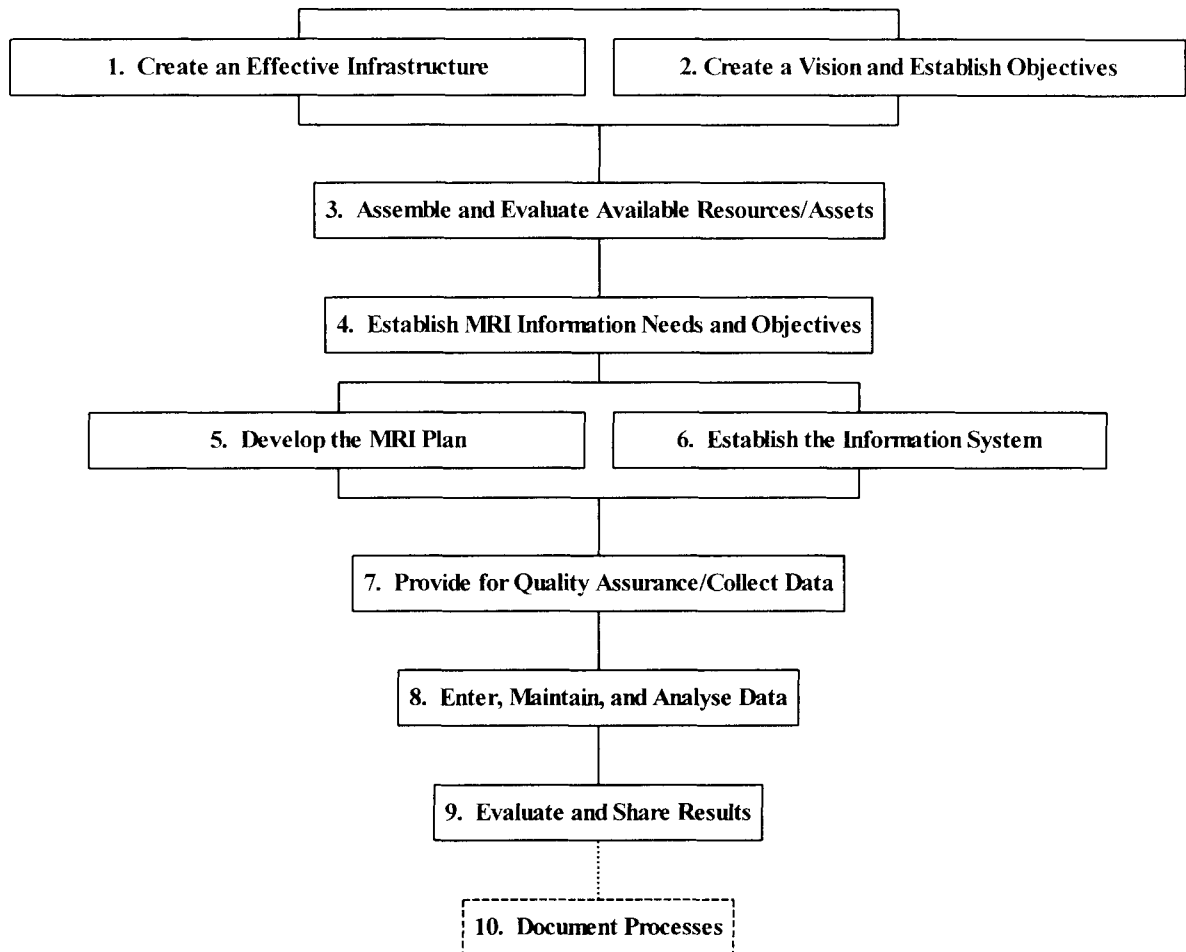 1. Create an Effective Infrastructure
2. Create a Vision and Establish Objectives
3. Assemble and Evaluate Available Resources/Assets
4. Establish MRI Information Needs and Objectives
5. Develop the MRI Plan
6. Establish the Information System
7. Provide for Quality Assurance/Collect Data
8. Enter, Maintain, and Analyse Data
9. Evaluate and Share Results
10. Document Processes